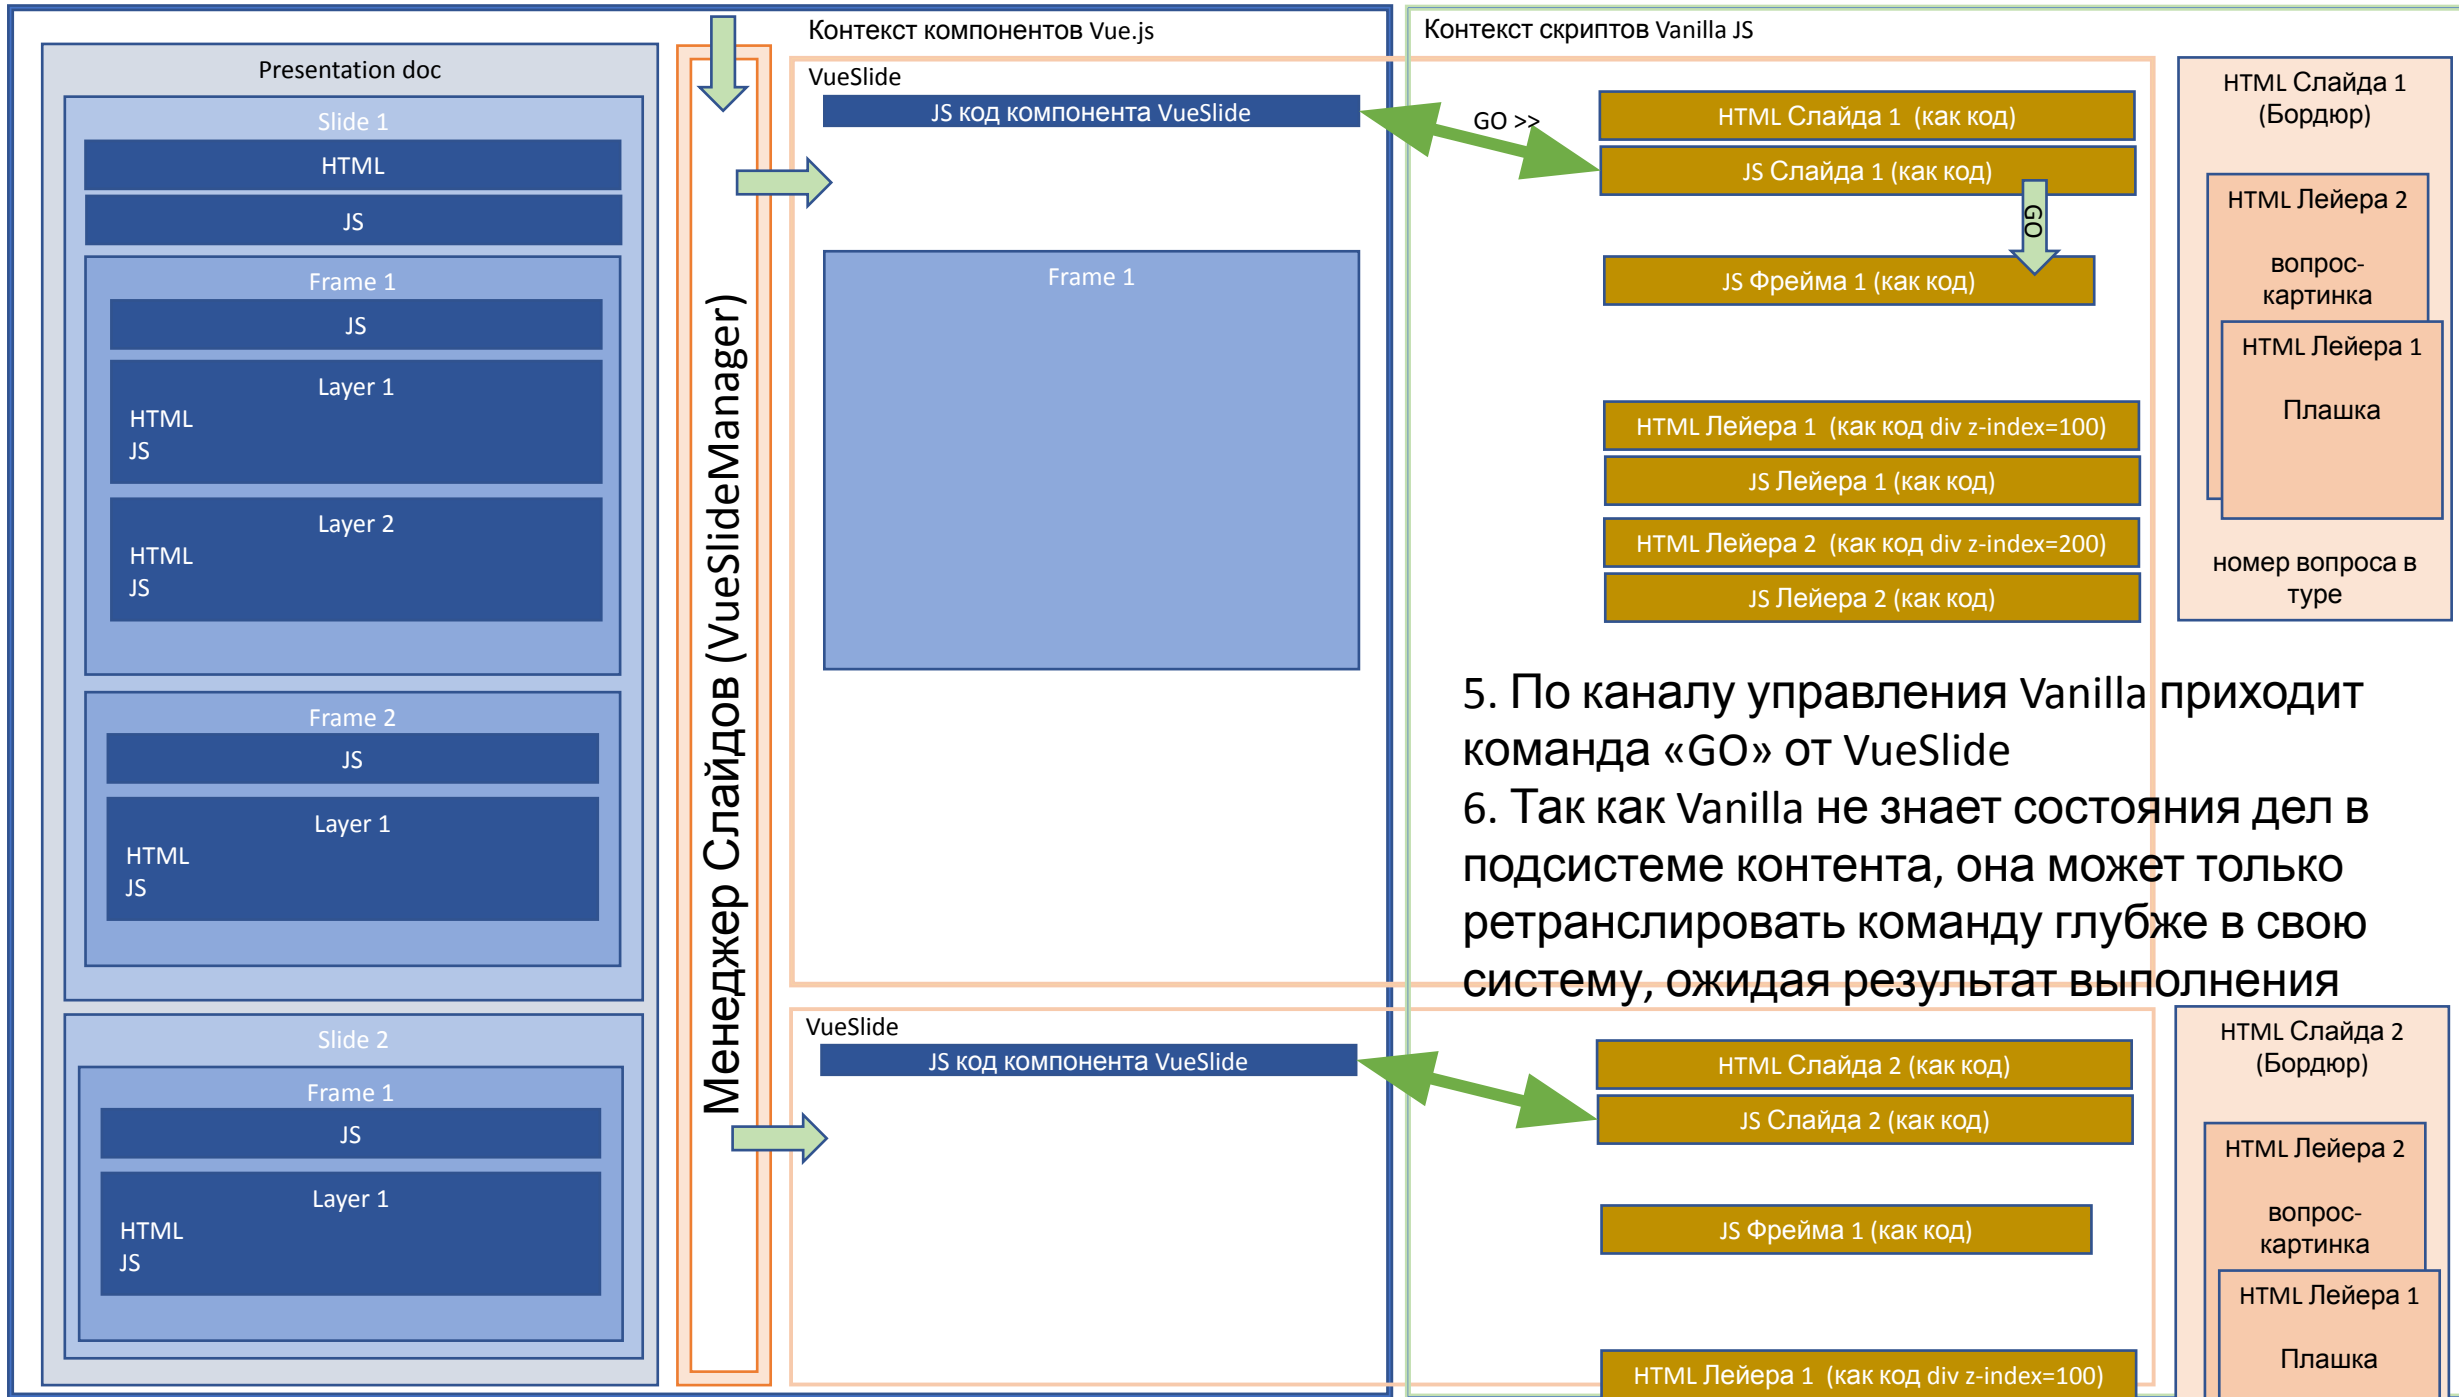 Контекст компонентов Vue.js
Контекст скриптов Vanilla JS
Presentation doc
Slide 1
HTML
JS
Frame 1
JS
Layer 1
HTML
JS
Layer 2
HTML
JS
Frame 2
JS
Layer 1
HTML
JS
Slide 2
Frame 1
JS
Layer 1
HTML
JS
Менеджер Слайдов (VueSlideManager)
VueSlide
JS код компонента VueSlide
Frame 1
GO >>
HTML Слайда 1 (как код)
JS Слайда 1 (как код)
GO
JS Фрейма 1 (как код)
HTML Лейера 1 (как код div z-index=100)
JS Лейера 1 (как код)
HTML Лейера 2 (как код div z-index=200)
JS Лейера 2 (как код)
HTML Слайда 1
(Бордюр)
HTML Лейера 2
вопрос-
картинка
HTML Лейера 1
Плашка
номер вопроса в
туре
5. По каналу управления Vanilla приходит
команда «GO» от VueSlide
6. Так как Vanilla не знает состояния дел в
подсистеме контента, она может только
ретранслировать команду глубже в свою
систему, ожидая результат выполнения
VueSlide
JS код компонента VueSlide
HTML Слайда 2 (как код)
JS Слайда 2 (как код)
JS Фрейма 1 (как код)
HTML Лейера 1 (как код div z-index=100)
HTML Слайда 2
(Бордюр)
HTML Лейера 2
вопрос-
картинка
HTML Лейера 1
Плашка